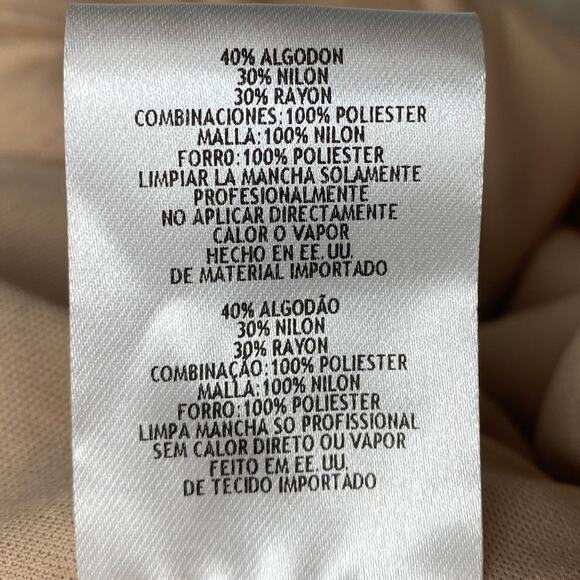 40% ALGODON
30% NILON
30% RAYON
COMBINACIONES: 100% POLIESTER
MALLA: 100% NILON
FORRO: 100% POLIESTER
LIMPIAR LA MANCHA SOLAMENTE
PROFESIONALMENTE
NO APLICAR DIRECTAMENTE
CALOR O VAPOR
HECHO EN EE. UU.
DE MATERIAL IMPORTADO
40% ALGODÃO
30% NILON
30% RAYON
COMBINAÇAO: 100% POLIESTER
MALLA: 100% NILON
FORRO: 100% POLIESTER
LIMPA MANCHA SO PROFISSIONAL
SEM CALOR DIRETO OU VAPOR
FEITO EM EE. UU.
DE TECIDO IMPORTADO